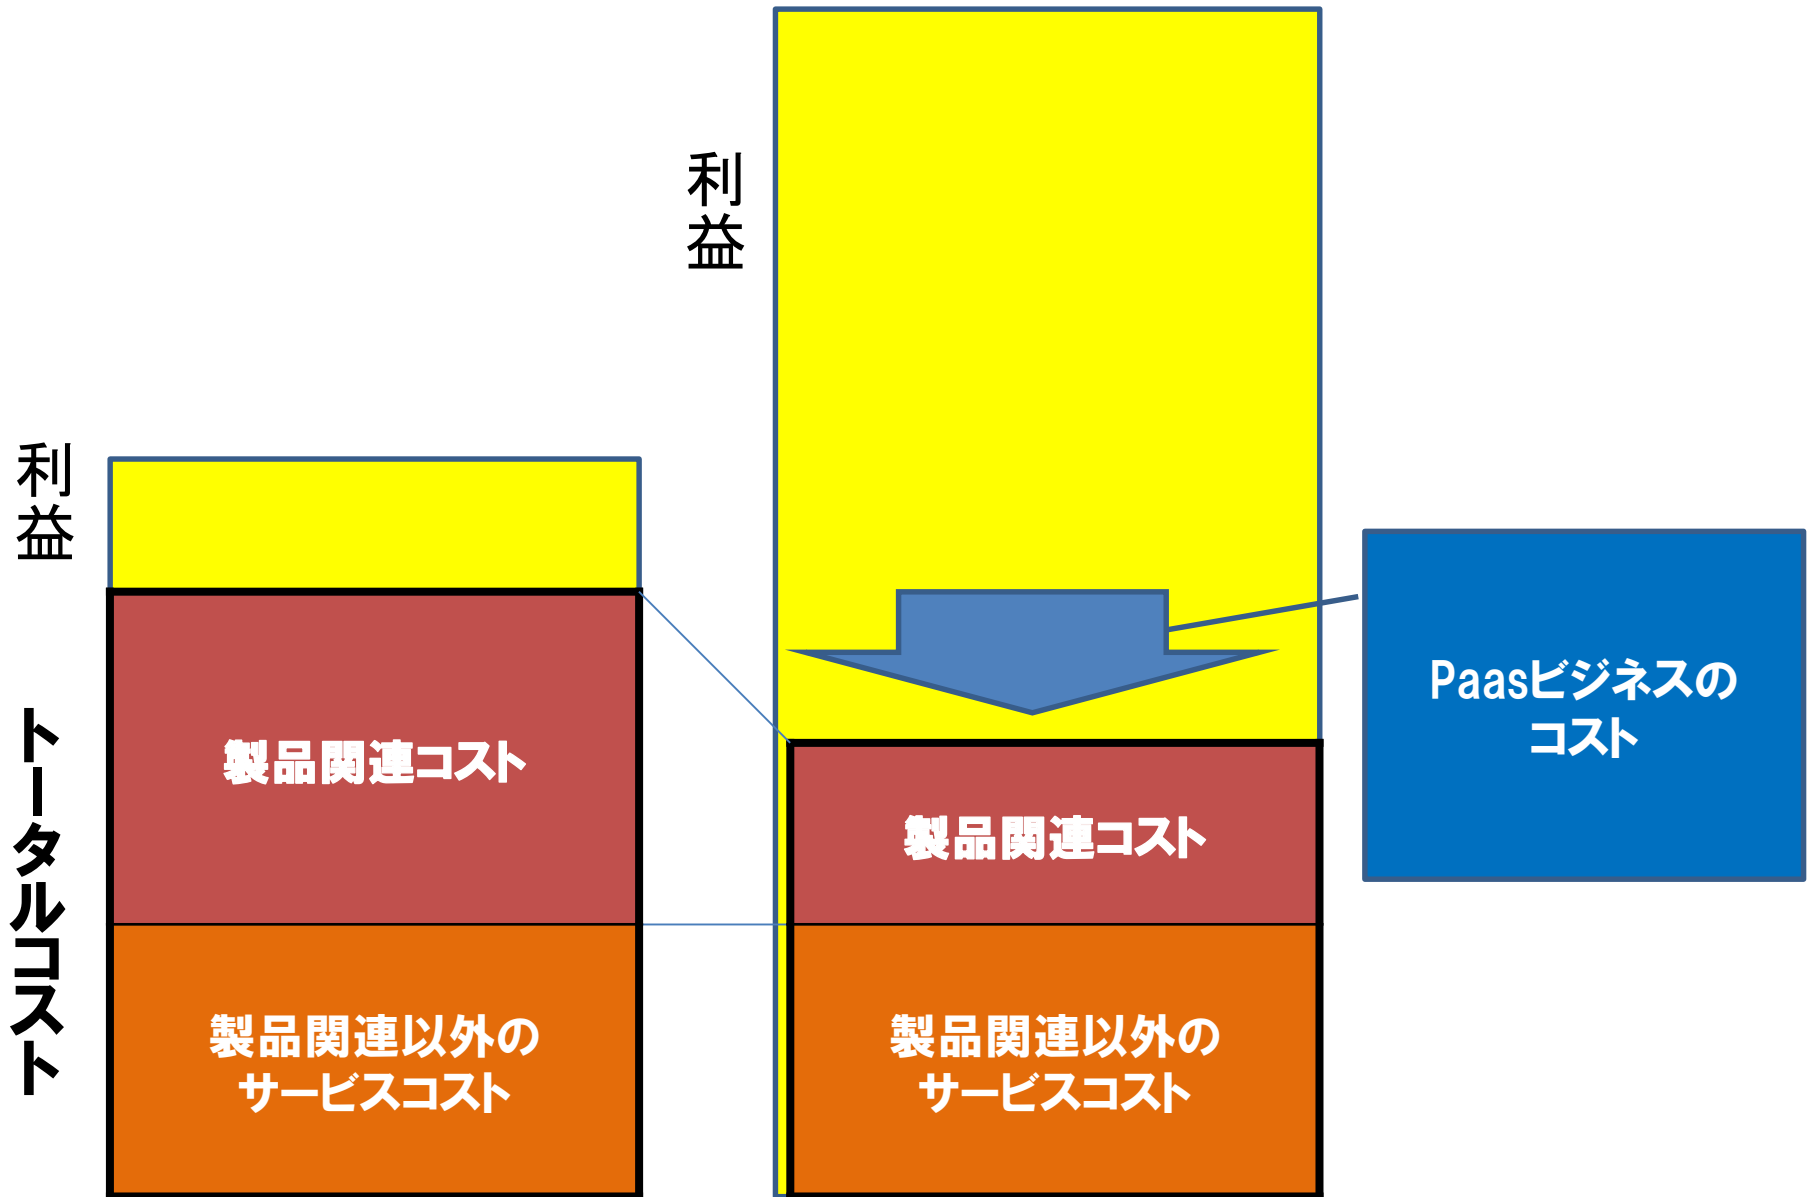 利益
トータルコスト
製品関連コスト
製品関連以外の
サービスコスト
利益
製品関連コスト
製品関連以外の
サービスコスト
Paasビジネスの
コスト